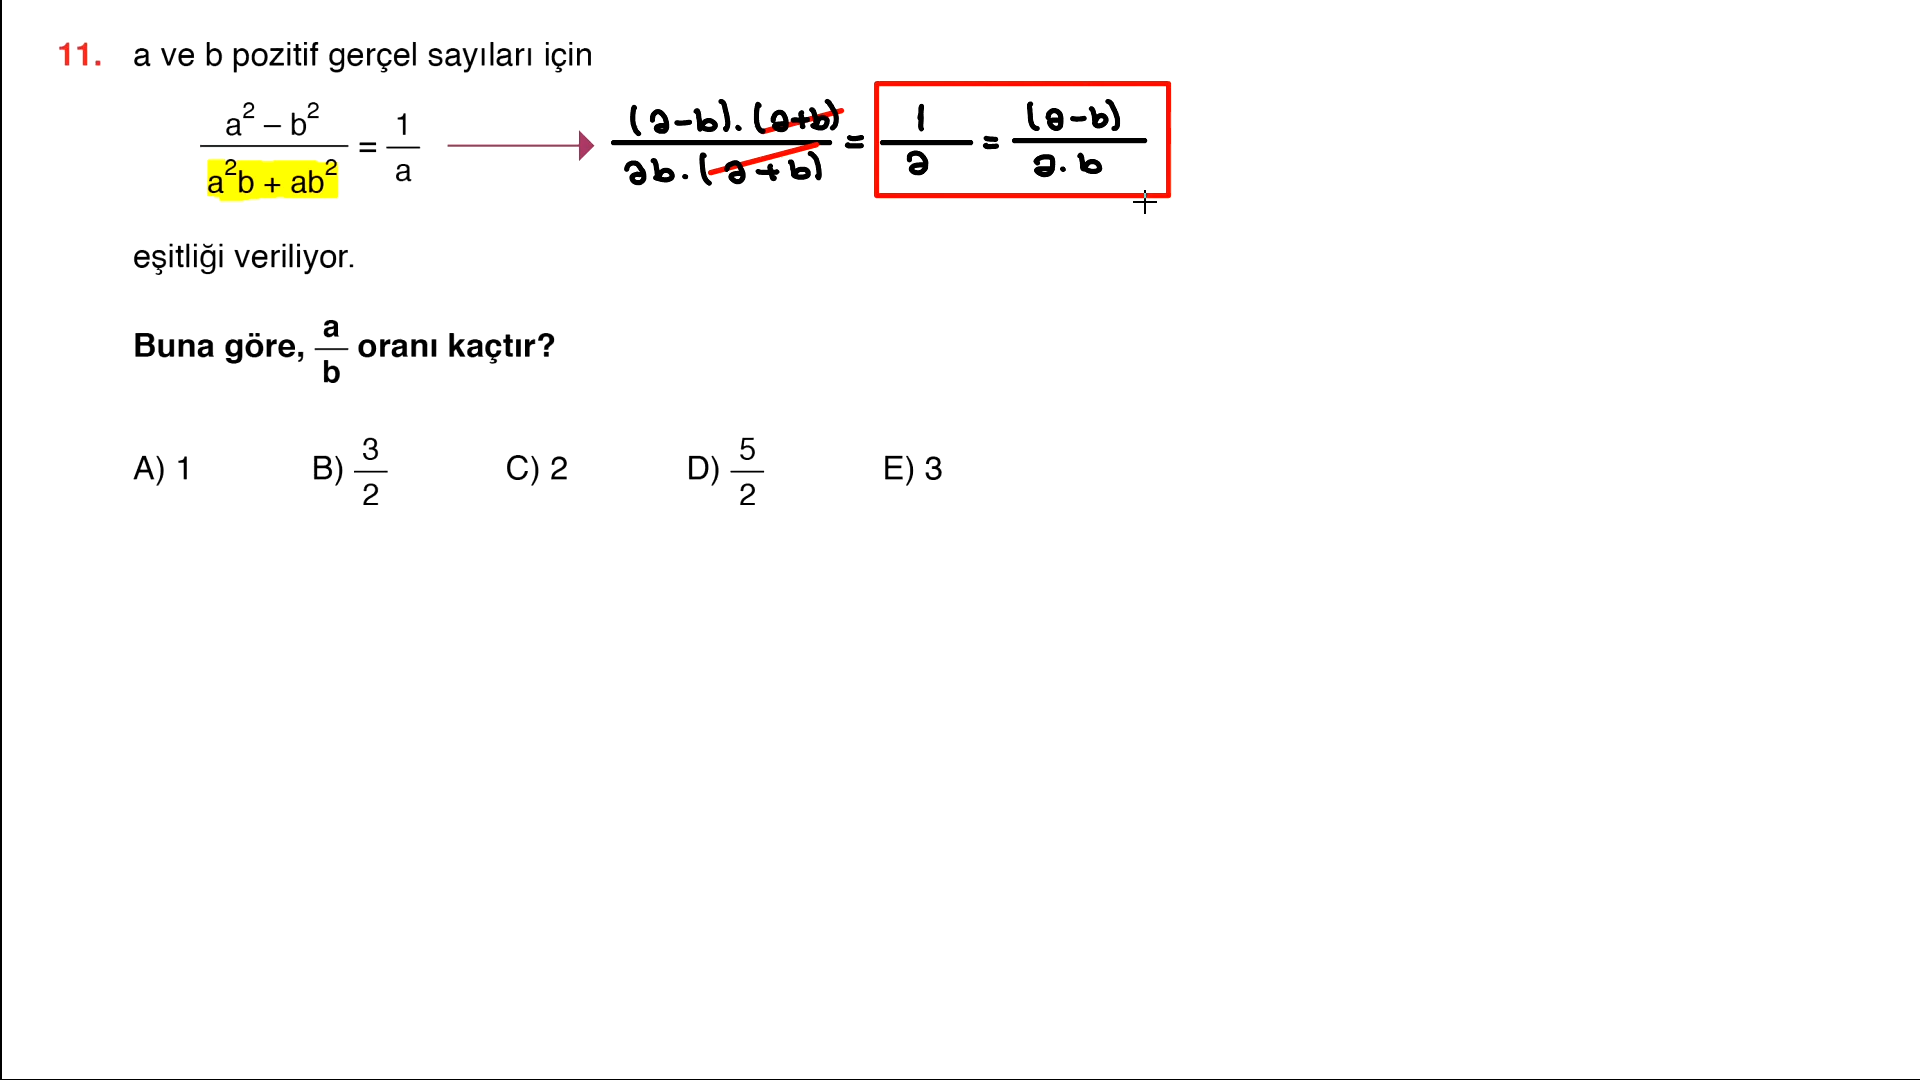 11. a ve b pozitif gerçel sayıları için
a² – b² / a²b + ab² = 1 / a → (a-b).(a+b) / ab.(a+b) = 1 / a = (a-b) / a.b
eşitliği veriliyor.
Buna göre, a / b oranı kaçtır?
A) 1 B) 3 / 2 C) 2 D) 5 / 2 E) 3